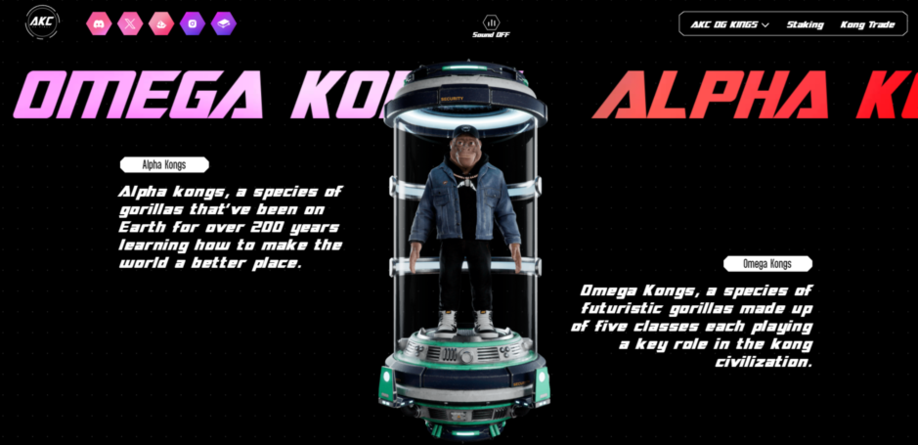 AKC
Sound OFF
AKC OG KINGS
Staking
Kong Trade
OMEGA KON
ALPHA K
SECURITY
Alpha Kongs
Alpha kongs, a species of
gorillas that've been on
Earth for over 200 years
learning how to make the
world a better place.
Omega Kongs
Omega Kongs, a species of
futuristic gorillas made up
of five classes each playing
a key role in the kong
civilization.